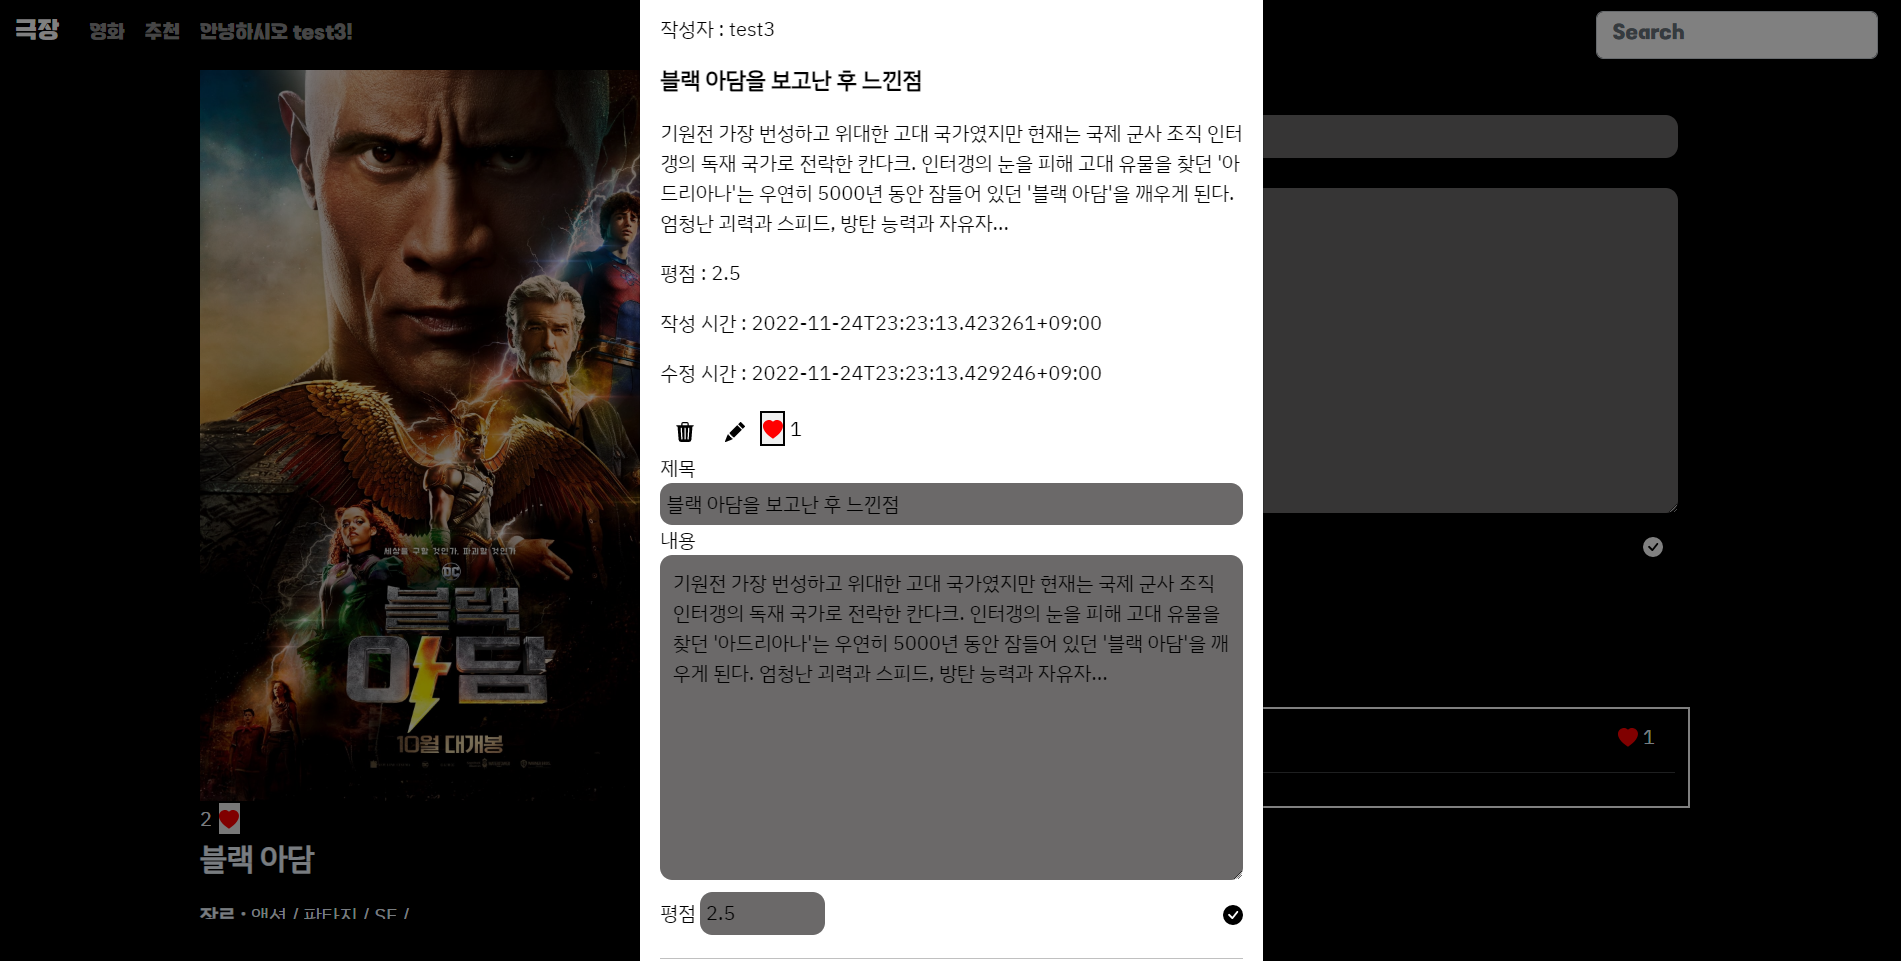 극장 영화 추천 안녕하시오 test3!
Search
세상을 구할 것인가, 파괴할 것인가
DC
블랙
아담
10월 대개봉
2
블랙 아담
장르 : 액션 / 판타지 / SF /
작성자 : test3
블랙 아담을 보고난 후 느낀점
기원전 가장 번성하고 위대한 고대 국가였지만 현재는 국제 군사 조직 인터
갱의 독재 국가로 전락한 칸다크. 인터갱의 눈을 피해 고대 유물을 찾던 '아
드리아나'는 우연히 5000년 동안 잠들어 있던 '블랙 아담'을 깨우게 된다.
엄청난 괴력과 스피드, 방탄 능력과 자유자...
평점 : 2.5
작성 시간 : 2022-11-24T23:23:13.423261+09:00
수정 시간 : 2022-11-24T23:23:13.429246+09:00
1
제목
블랙 아담을 보고난 후 느낀점
내용
기원전 가장 번성하고 위대한 고대 국가였지만 현재는 국제 군사 조직
인터갱의 독재 국가로 전락한 칸다크. 인터갱의 눈을 피해 고대 유물을
찾던 '아드리아나'는 우연히 5000년 동안 잠들어 있던 '블랙 아담'을 깨
우게 된다. 엄청난 괴력과 스피드, 방탄 능력과 자유자...
평점 2.5
1